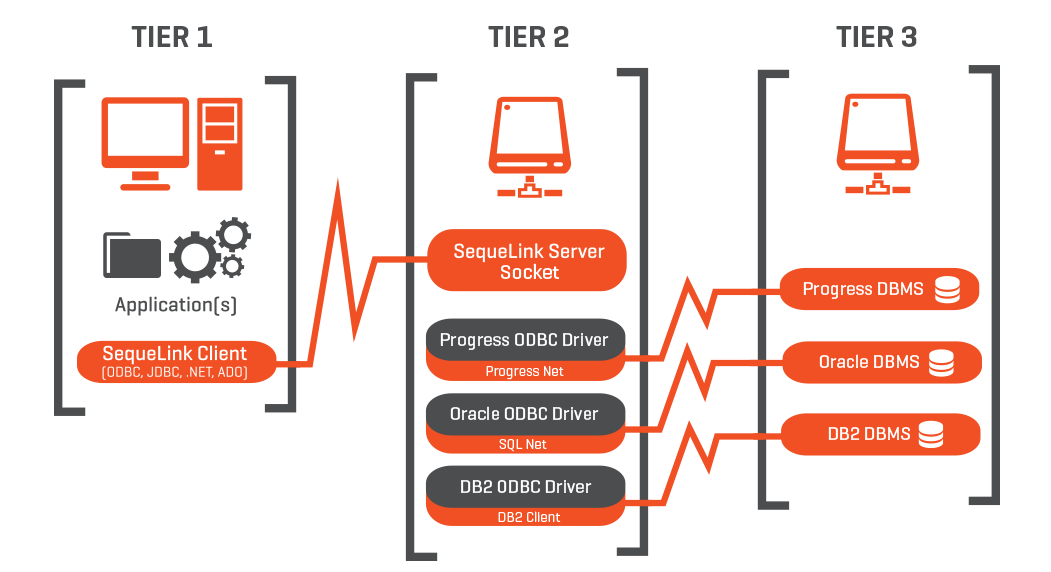 TIER 1
TIER 2
TIER 3
Application(s)
SequeLink Client
(ODBC, JDBC, .NET, ADO)
SequeLink Server
Socket
Progress ODBC Driver
Progress Net
Oracle ODBC Driver
SQL Net
DB2 ODBC Driver
DB2 Client
Progress DBMS
Oracle DBMS
DB2 DBMS